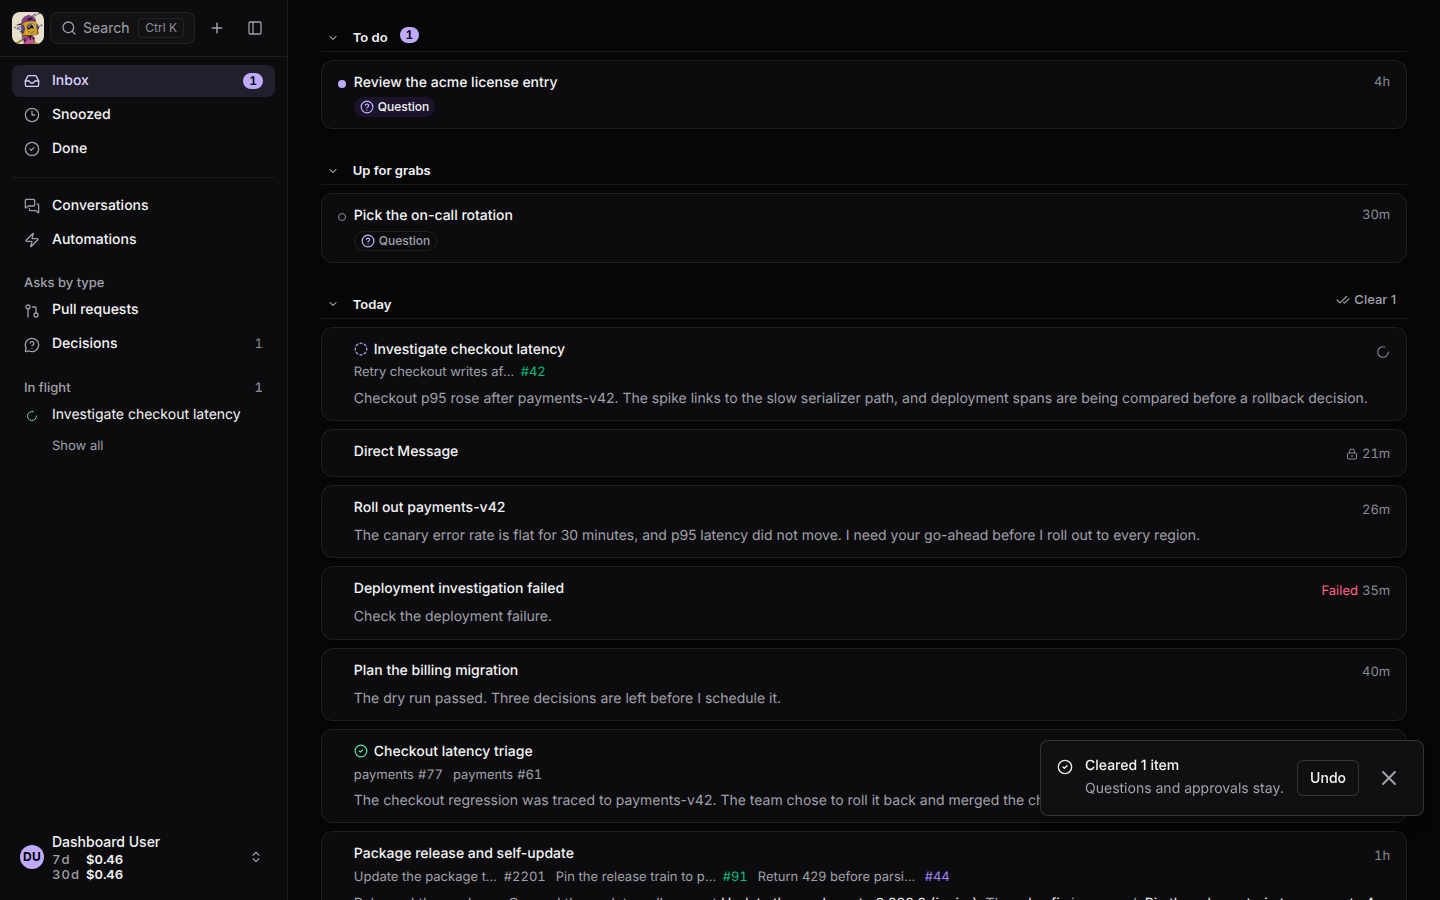 Search Ctrl K
Inbox 1
Snoozed
Done
Conversations
Automations
Asks by type
Pull requests
Decisions 1
In flight 1
Investigate checkout latency
Show all
DU Dashboard User
7d $0.46
30d $0.46
To do 1
Review the acme license entry 4h
Question
Up for grabs
Pick the on-call rotation 30m
Question
Today Clear 1
Investigate checkout latency
Retry checkout writes af... #42
Checkout p95 rose after payments-v42. The spike links to the slow serializer path, and deployment spans are being compared before a rollback decision.
Direct Message 21m
Roll out payments-v42 26m
The canary error rate is flat for 30 minutes, and p95 latency did not move. I need your go-ahead before I roll out to every region.
Deployment investigation failed Failed 35m
Check the deployment failure.
Plan the billing migration 40m
The dry run passed. Three decisions are left before I schedule it.
Checkout latency triage
payments #77 payments #61
The checkout regression was traced to payments-v42. The team chose to roll it back and merged the
Cleared 1 item
Questions and approvals stay.
Undo
Package release and self-update 1h
Update the package t... #2201 Pin the release train to p... #91 Return 429 before parsi... #44